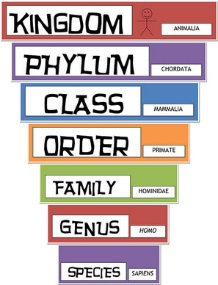 KINGDOM ANIMALIA
PHYLUM CHORDATA
CLASS MAMMALIA
ORDER PRIMATE
FAMILY HOMINIDAE
GENUS HOMO
SPECIES SAPIENS